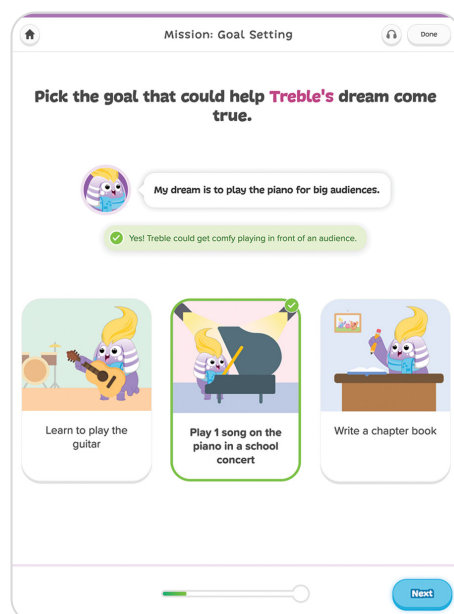 Mission: Goal Setting
Done
Pick the goal that could help Treble's dream come
true.
My dream is to play the piano for big audiences.
Yes! Treble could get comfy playing in front of an audience.
Learn to play the
guitar
Play 1 song on the
piano in a school
concert
Write a chapter book
Next